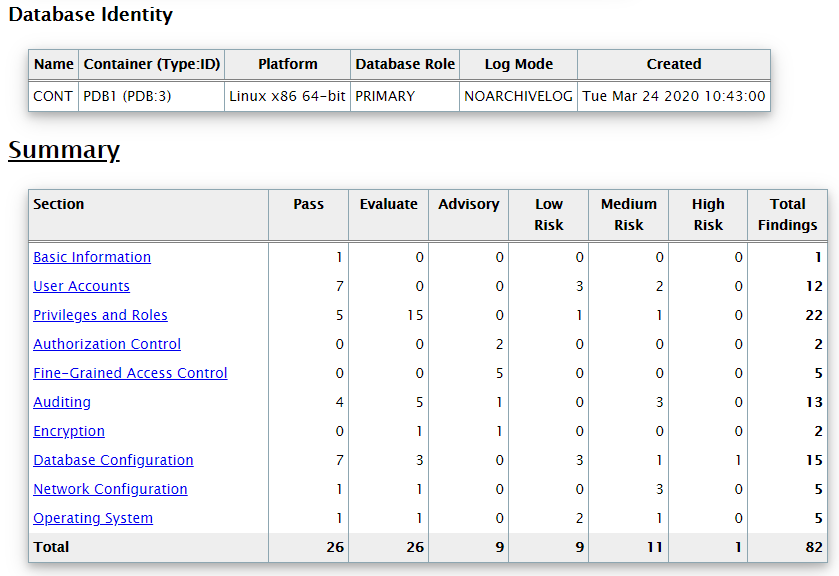 Database Identity
Name Container (Type:ID) Platform Database Role Log Mode Created
CONT PDB1 (PDB:3) Linux x86 64-bit PRIMARY NOARCHIVELOG Tue Mar 24 2020 10:43:00
Summary
Section Pass Evaluate Advisory Low Risk Medium Risk High Risk Total Findings
Basic Information 1 0 0 0 0 0 1
User Accounts 7 0 0 3 2 0 12
Privileges and Roles 5 15 0 1 1 0 22
Authorization Control 0 0 2 0 0 0 2
Fine-Grained Access Control 0 0 5 0 0 0 5
Auditing 4 5 1 0 3 0 13
Encryption 0 1 1 0 0 0 2
Database Configuration 7 3 0 3 1 1 15
Network Configuration 1 1 0 0 3 0 5
Operating System 1 1 0 2 1 0 5
Total 26 26 9 9 11 1 82